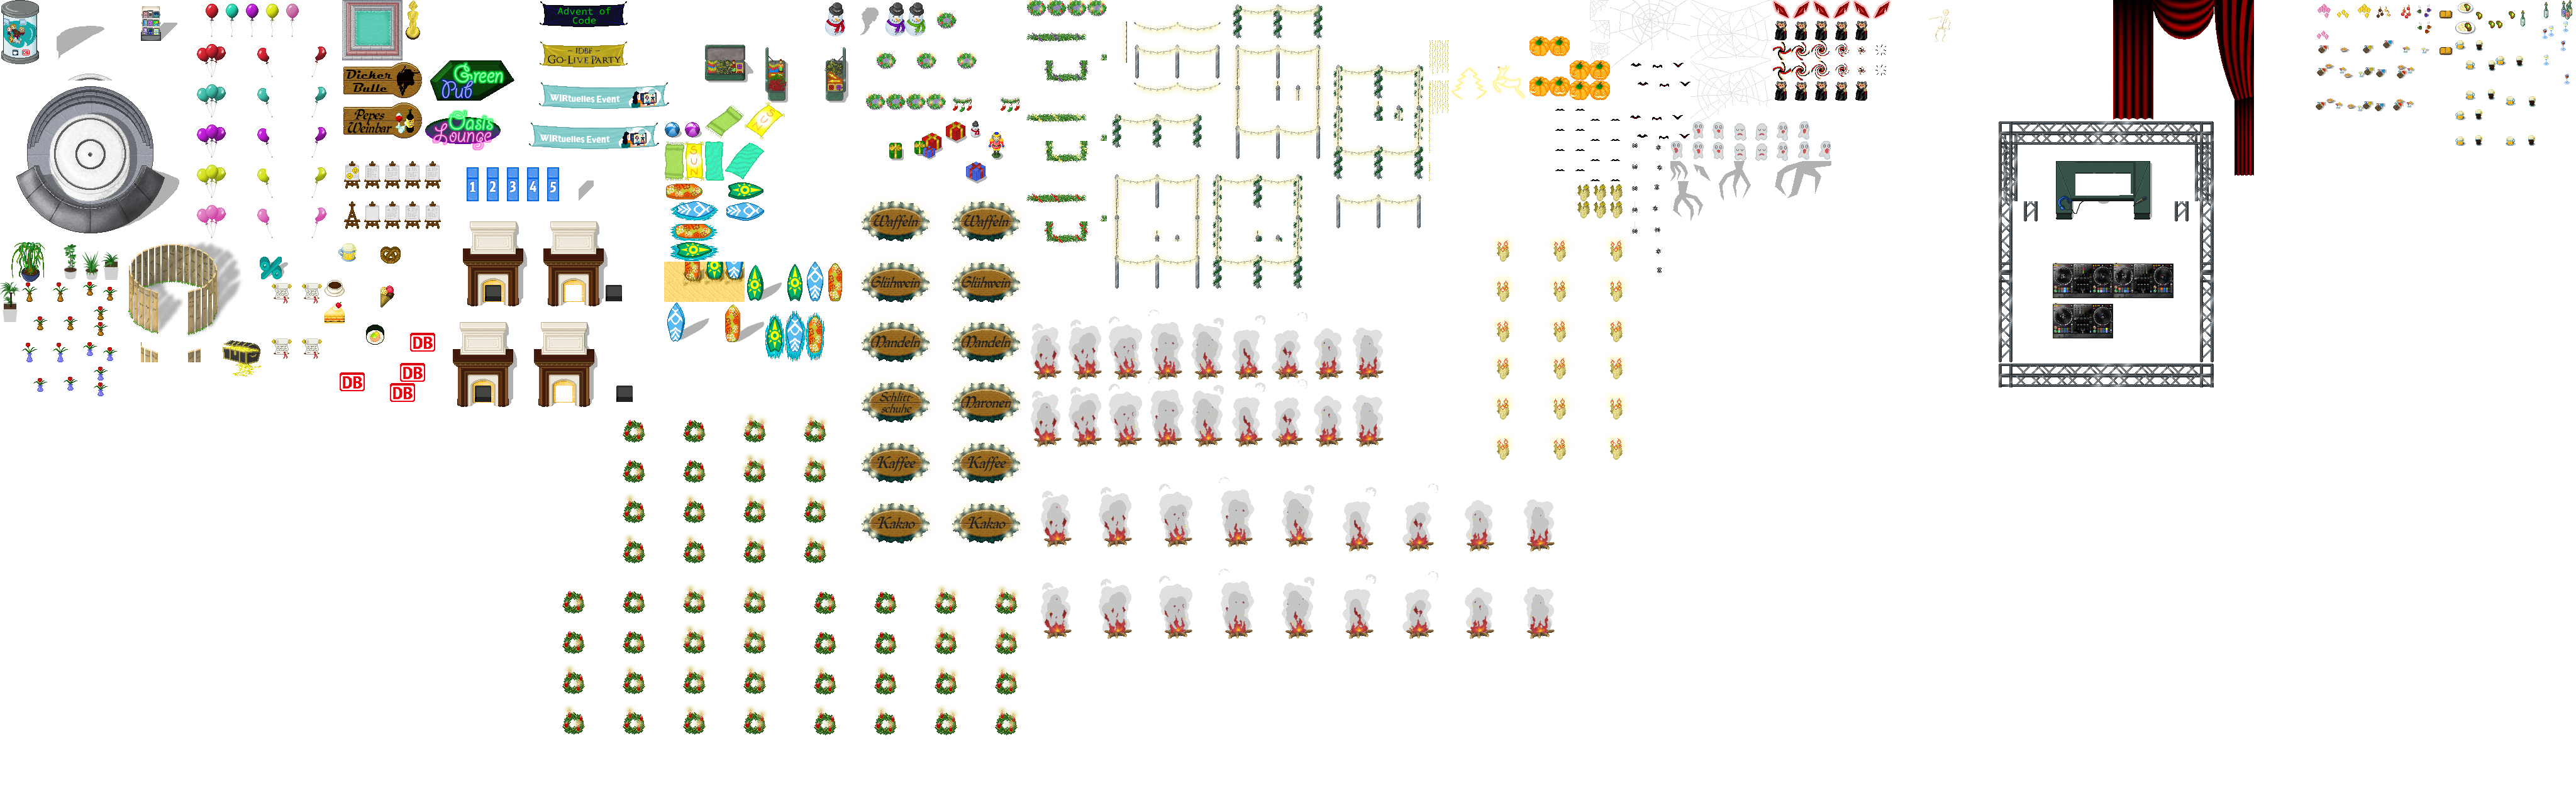 Advent of
Code
IDBF
GO-LIVE PARTY
WIRtuelles Event
WIRtuelles Event
Dicker
Bulle
Green
Pub
Pepes
Weinbar
Oasis
Lounge
SUN
1 2 3 4 5
DB
DB
DB
DB
Waffeln Waffeln
Glühwein Glühwein
Mandeln Mandeln
Schlitt
schuhe
Maronen
Kaffee Kaffee
Kakao Kakao